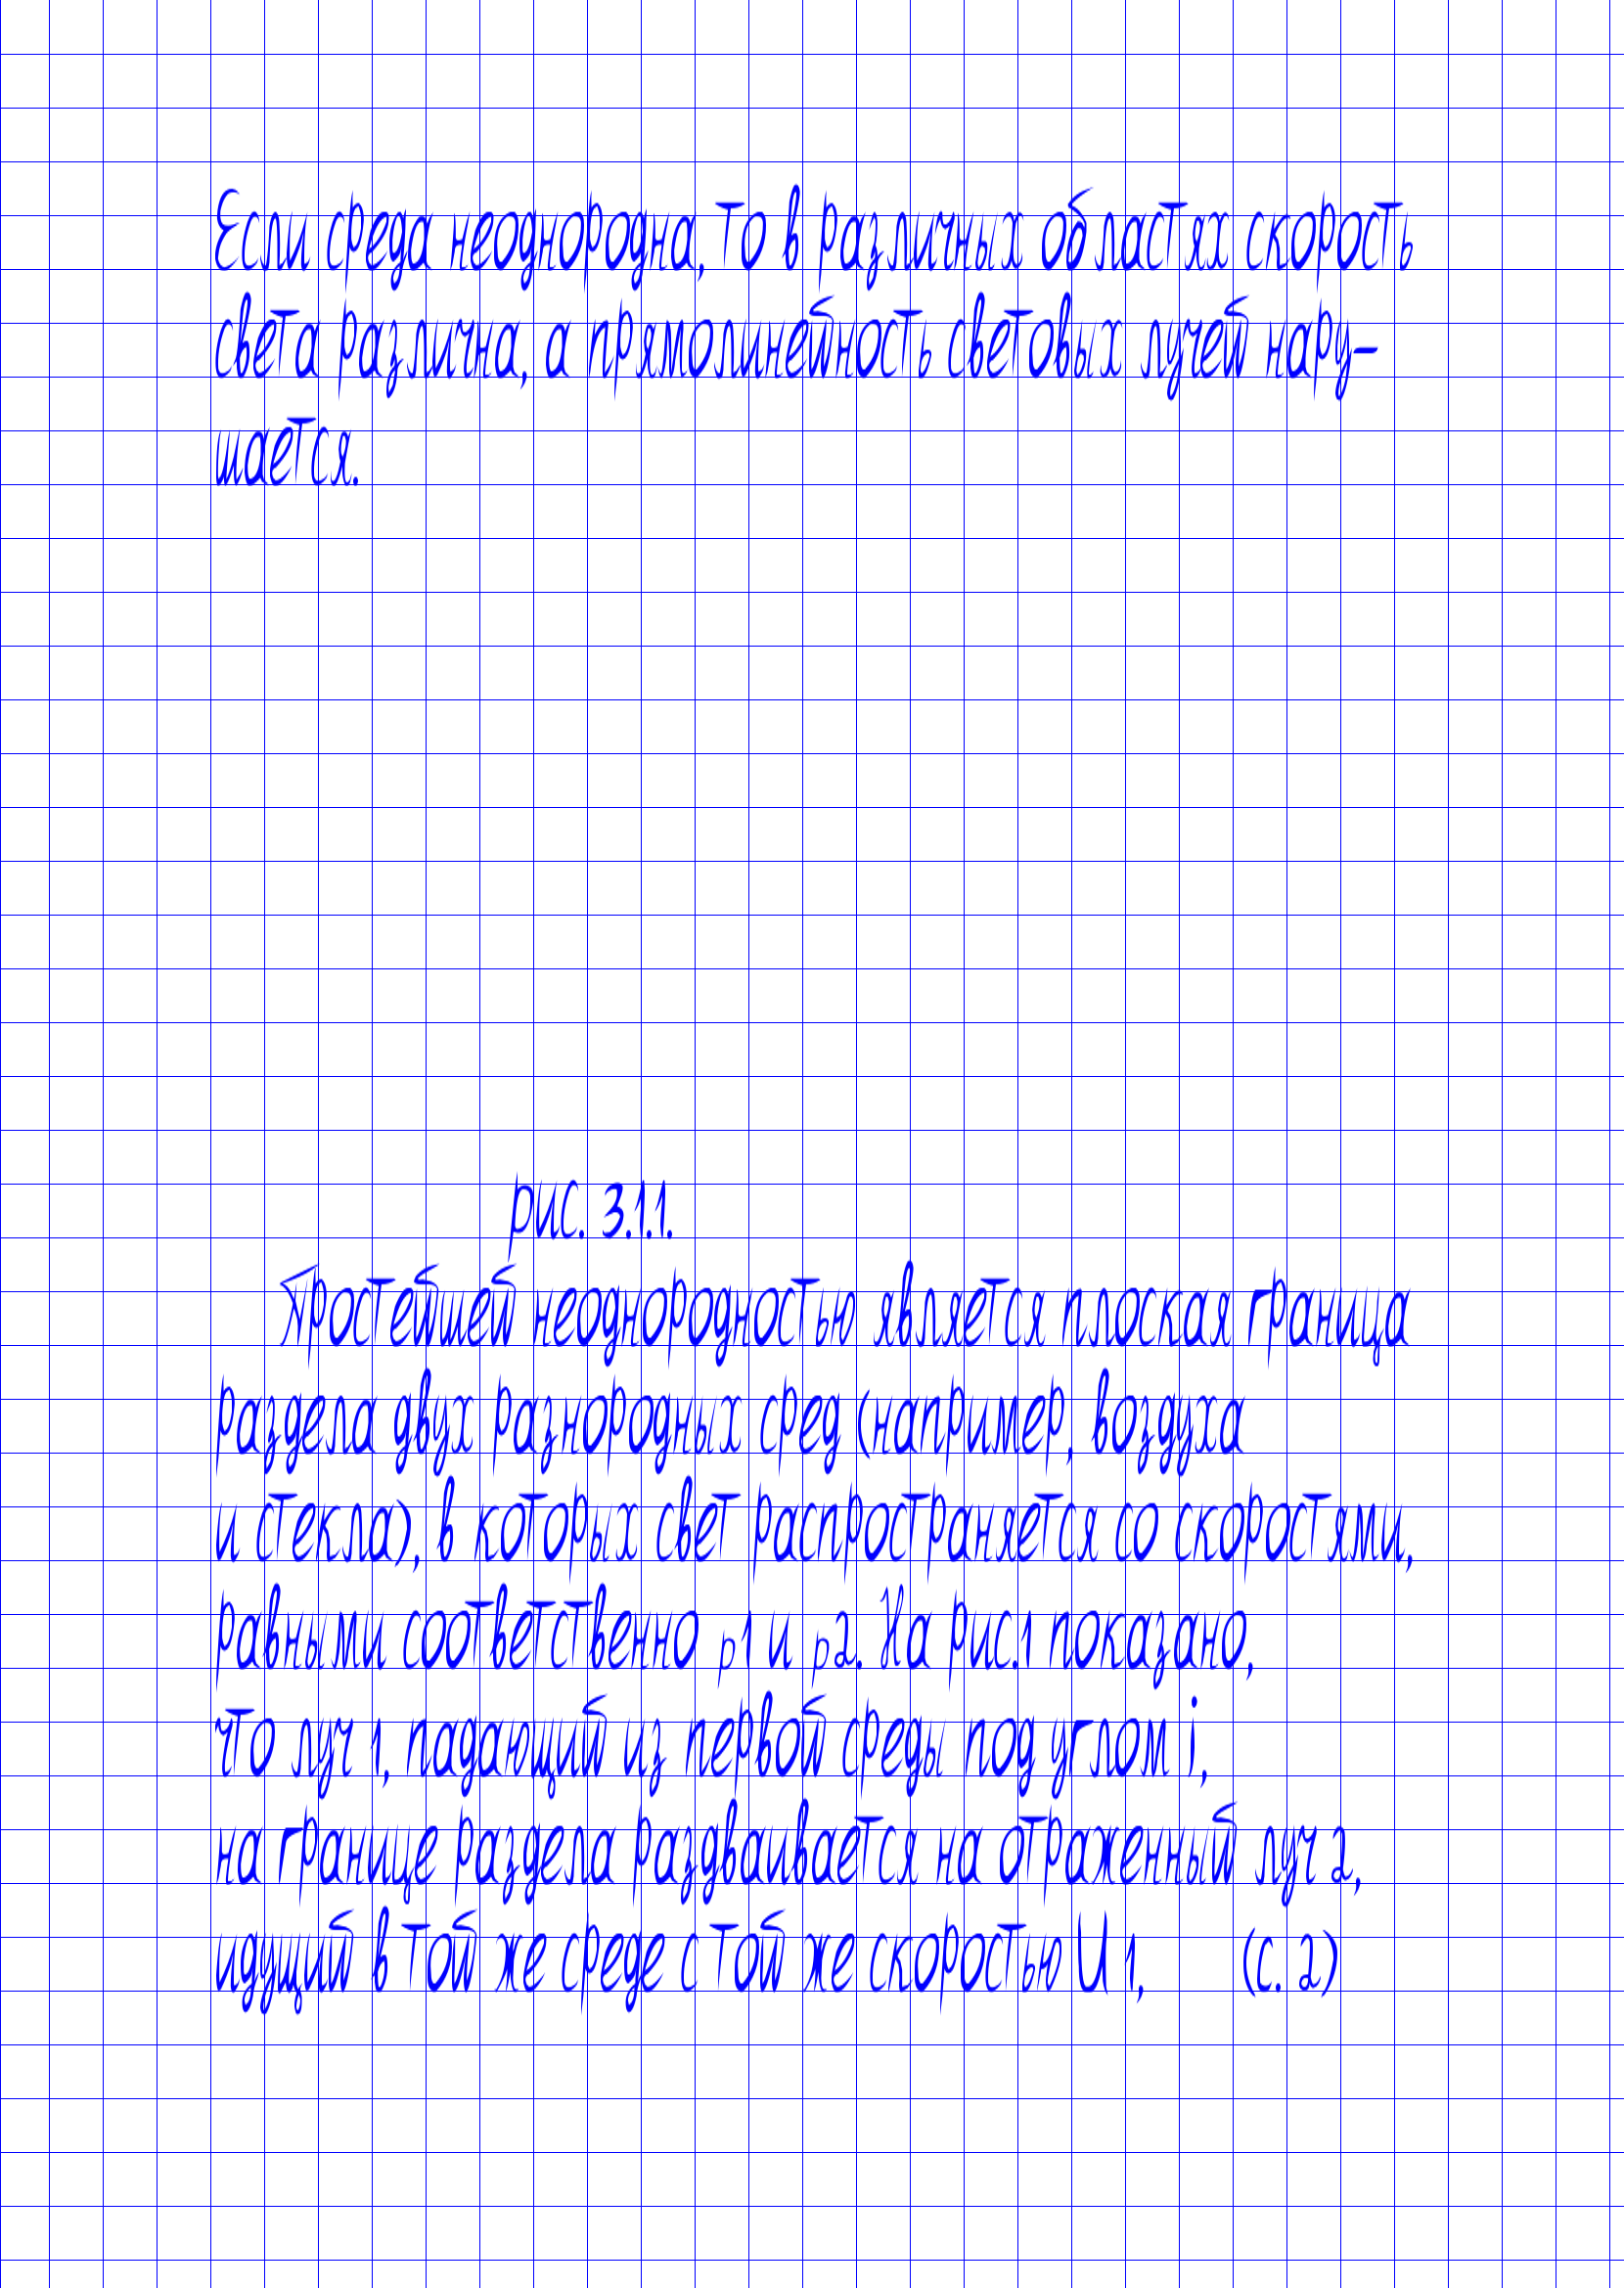 Если среда неоднородна, то в различных областях скорость
света различна, а прямолинейность световых лучей нару-
шается.
рис. 3.1.1.
Простейшей неоднородностью является плоская граница
раздела двух разнородных сред (например, воздуха
и стекла), в которых свет распространяется со скоростями,
равными соответственно р1 и р2. На рис.1 показано,
что луч 1, падающий из первой среды под углом i,
на границе раздела раздваивается на отраженный луч 2,
идущий в той же среде с той же скоростью U 1, (с. 2)